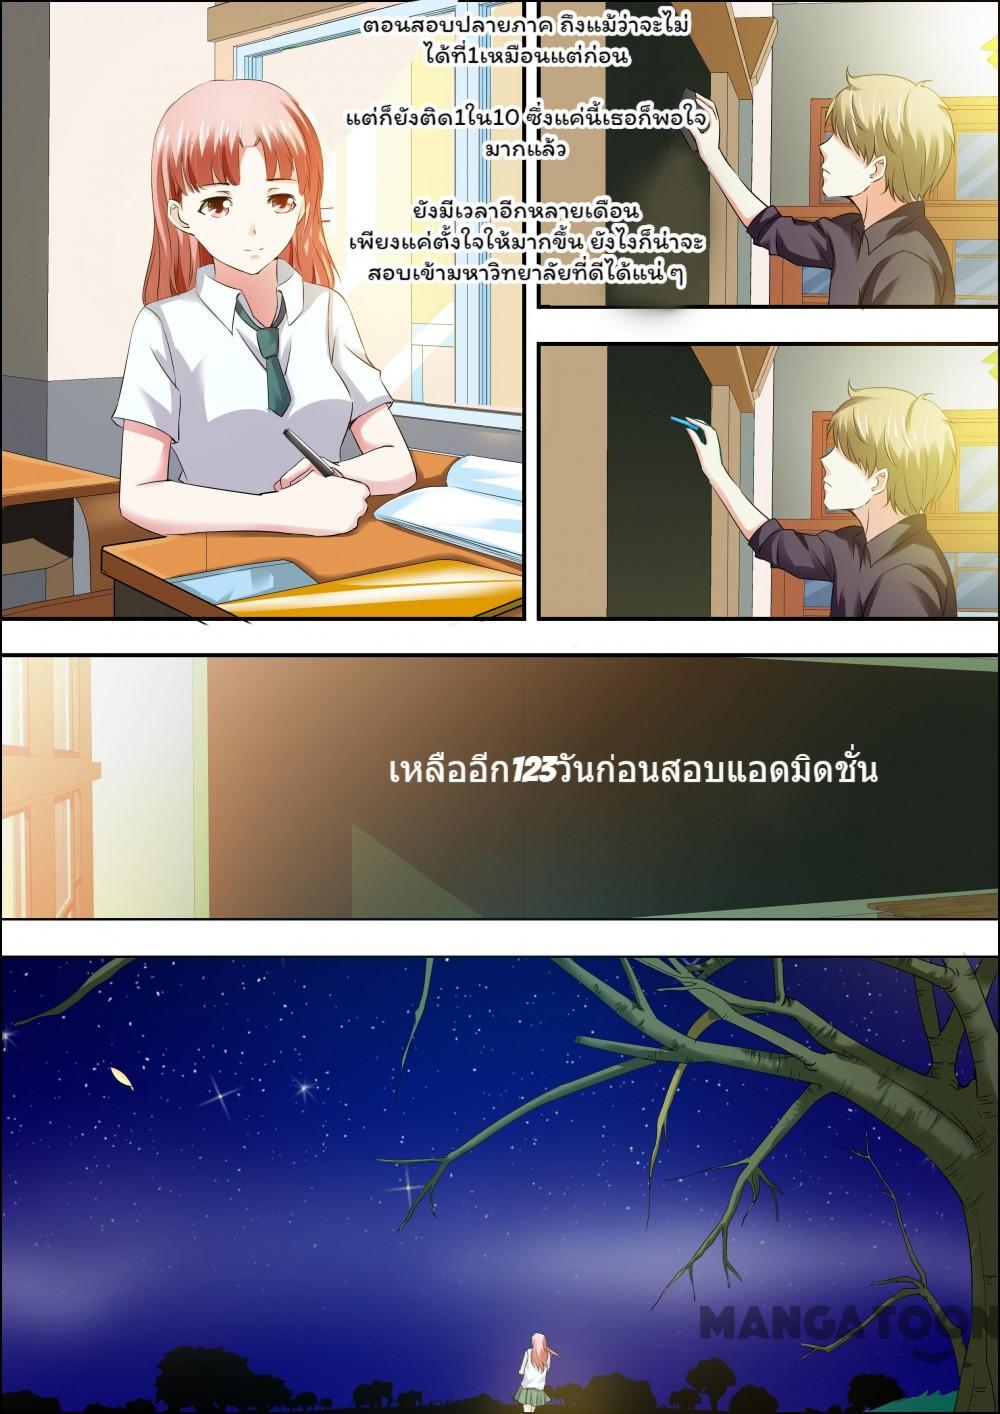 ตอนสอบปลายภาค ถึงแม้ว่าจะไม่
ได้ที่1เหมือนแต่ก่อน
แต่ก็ยังติด1ใน10 ซึ่งแค่นี้เธอก็พอใจ
มากแล้ว
ยังมีเวลาอีกหลายเดือน
เพียงแค่ตั้งใจให้มากขึ้น ยังไงก็น่าจะ
สอบเข้ามหาวิทยาลัยที่ดีได้แน่ ๆ
เหลืออีก123วันก่อนสอบแอดมิดชั่น
MANGATOON